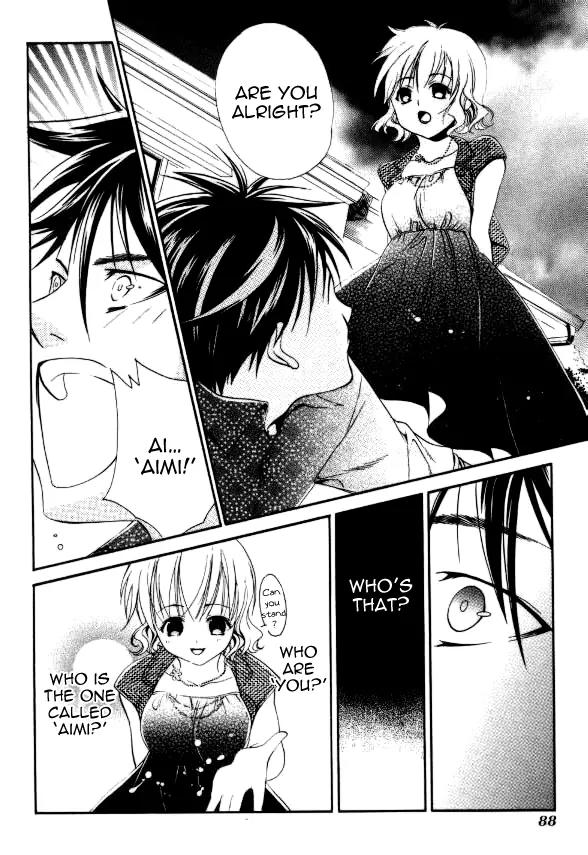 ARE YOU
ALRIGHT?
AI...
'AIMI!'
WHO'S
THAT?
Can
you
stand
?
WHO
ARE
'YOU?'
WHO IS
THE ONE
CALLED
'AIMI?'
88